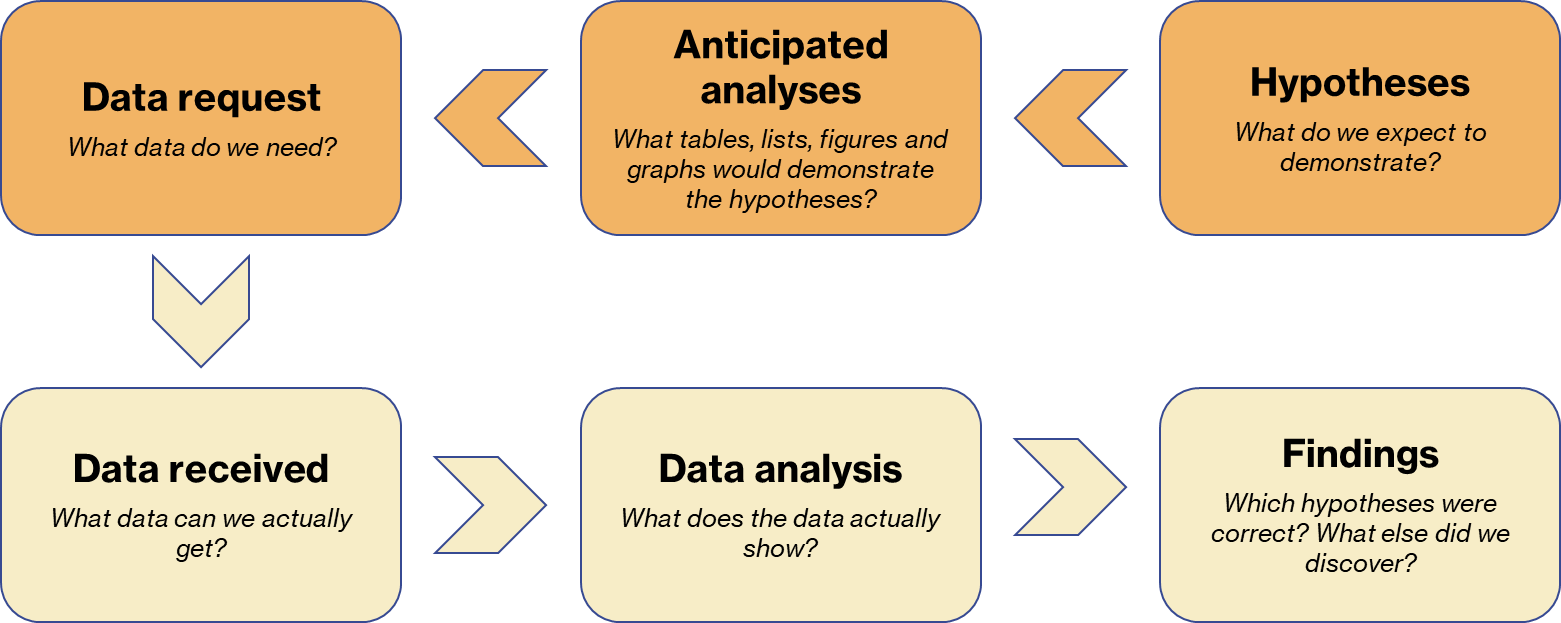 Data request
What data do we need?
Anticipated
analyses
What tables, lists, figures and
graphs would demonstrate
the hypotheses?
Hypotheses
What do we expect to
demonstrate?
Data received
What data can we actually
get?
Data analysis
What does the data actually
show?
Findings
Which hypotheses were
correct? What else did we
discover?